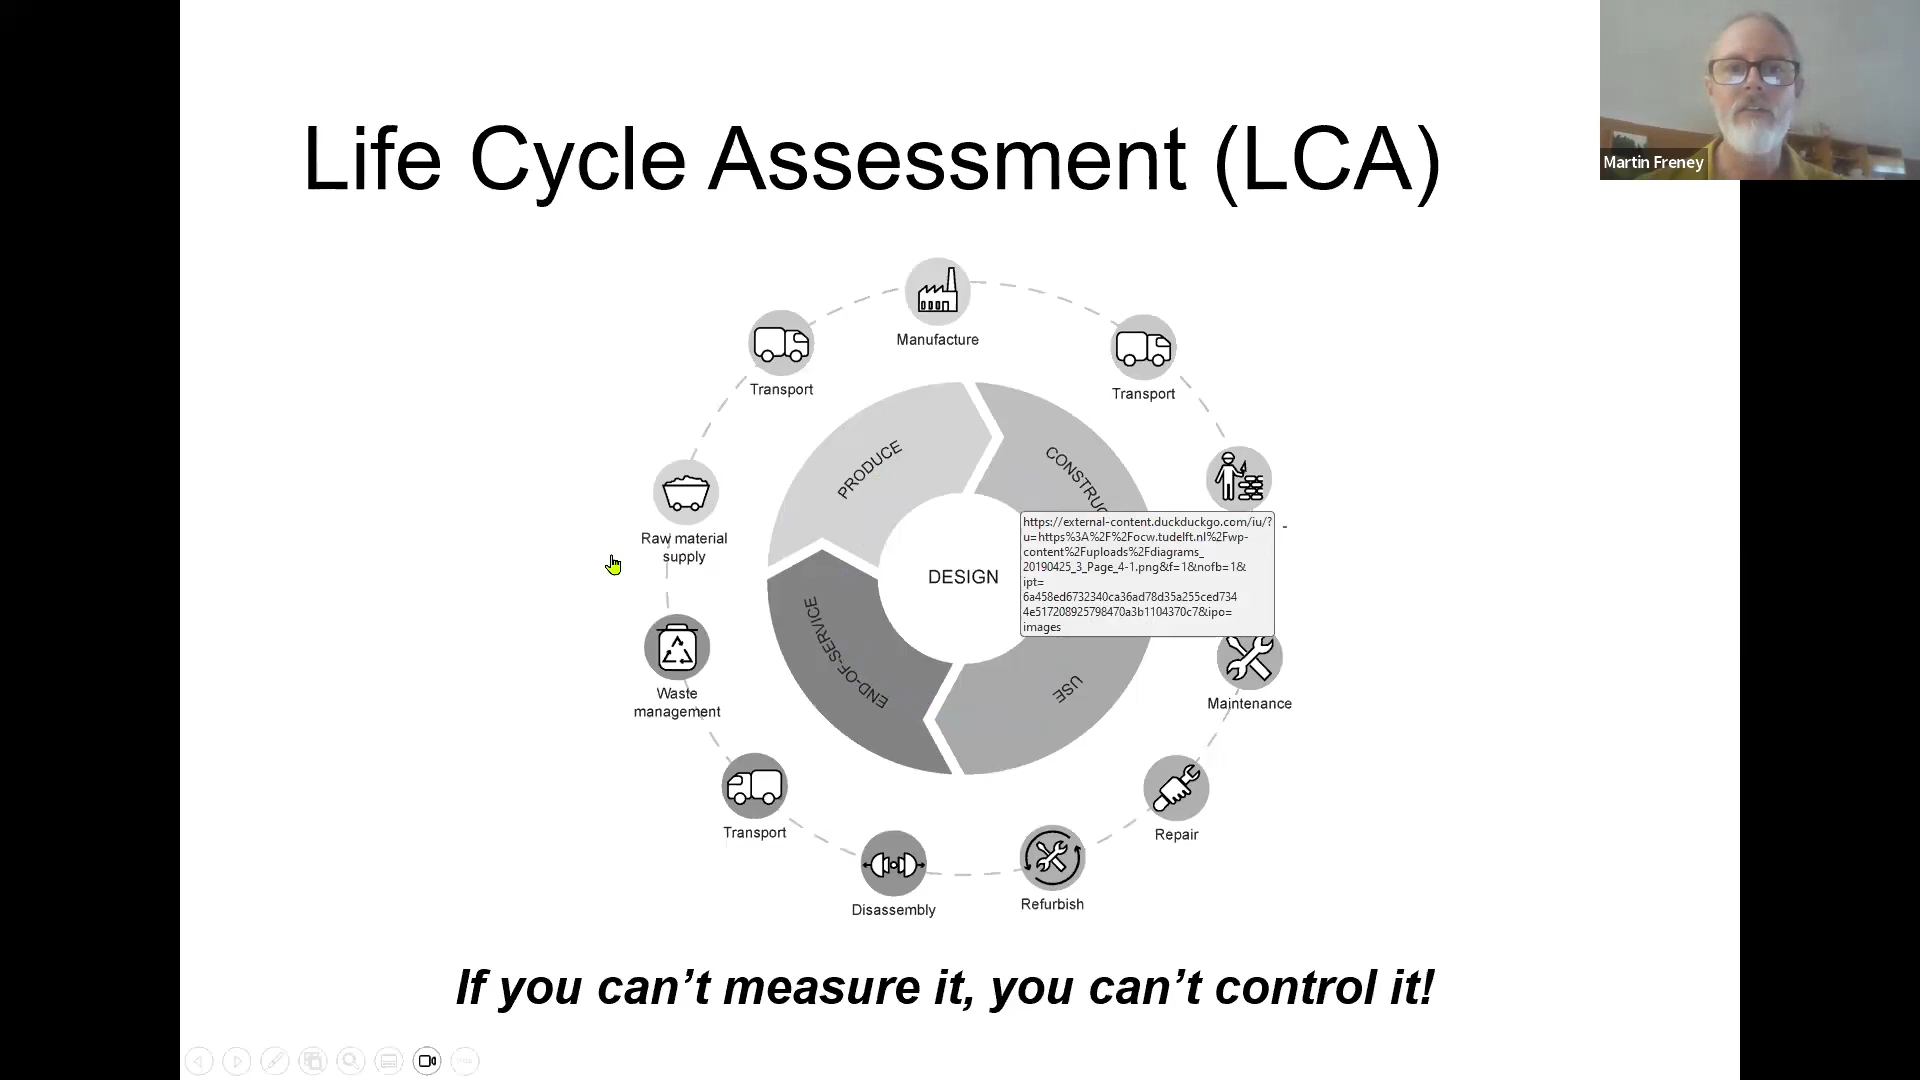 Martin Freney
Life Cycle Assessment (LCA)
Manufacture
Transport
Transport
PRODUCE
CONSTRUC
Raw material
supply
https://external-content.duckduckgo.com/iu/?
u=https%3A%2F%2Focw.tudelft.nl%2Fwp-
content%2Fuploads%2Fdiagrams_
20190425_3_Page_4-1.png&f=1&nofb=1&
ipt=
6a458ed6732340ca36ad78d35a255ced734
4e517208925798470a3b1104370c7&ipo=
images
DESIGN
END-OF-SERVICE
USE
Waste
management
Maintenance
Transport
Repair
Disassembly
Refurbish
If you can’t measure it, you can’t control it!